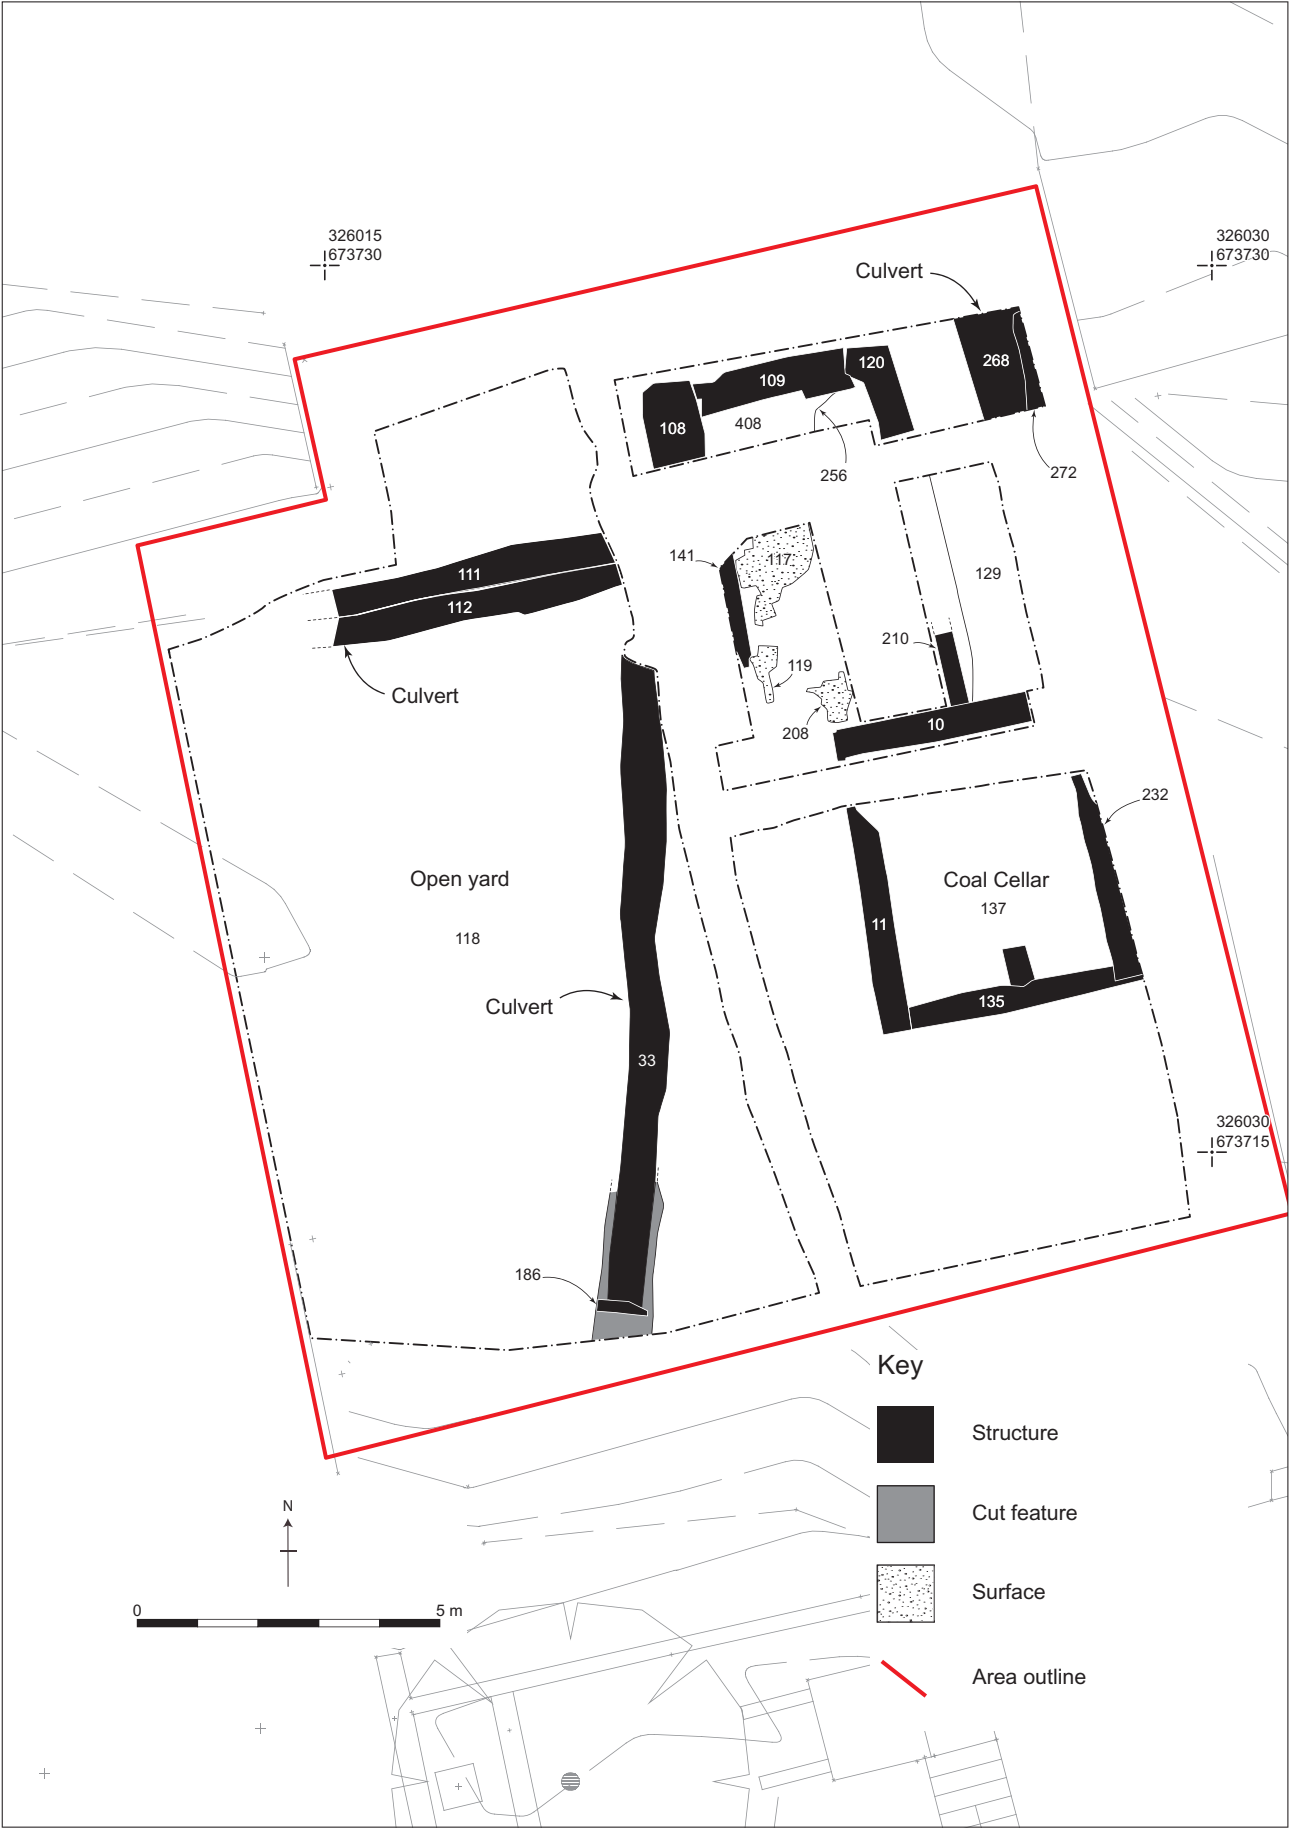 326015
673730
326030
673730
Culvert
120
268
109
108
408
256
272
141
117
111
129
112
210
119
Culvert
208
10
232
Open yard
Coal Cellar
118
137
11
Culvert
135
33
326030
673715
186
Key
Structure
N
Cut feature
Surface
0
5 m
Area outline